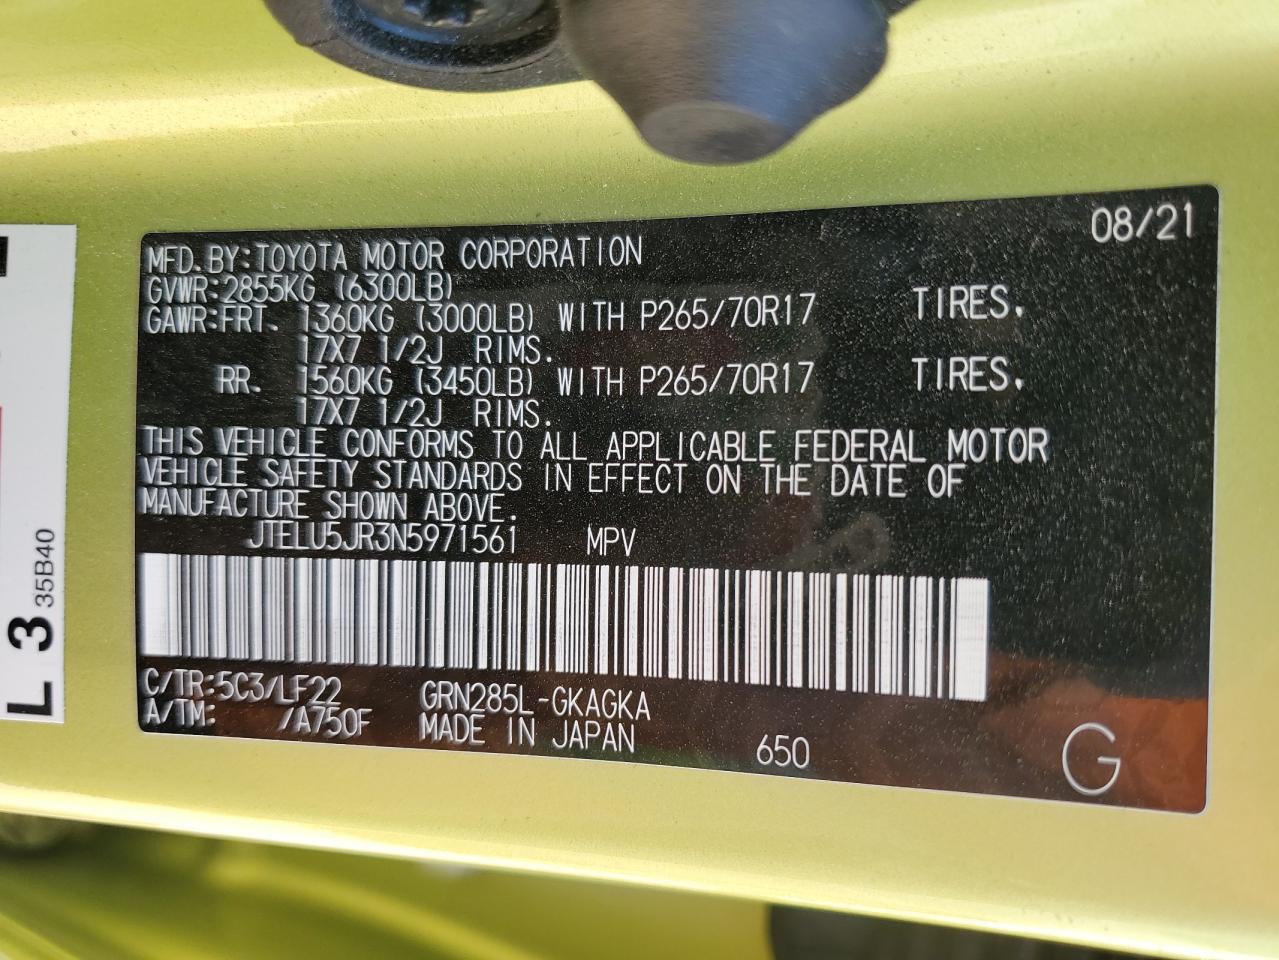 08/21
MFD.BY:TOYOTA MOTOR CORPORATION
GVWR:2855KG (6300LB)
GAWR:FRT. 1360KG (3000LB) WITH P265/70R17 TIRES.
17X7 1/2J RIMS.
RR. 1560KG (3450LB) WITH P265/70R17 TIRES.
17X7 1/2J RIMS.
THIS VEHICLE CONFORMS TO ALL APPLICABLE FEDERAL MOTOR
VEHICLE SAFETY STANDARDS IN EFFECT ON THE DATE OF
MANUFACTURE SHOWN ABOVE.
JTELU5JR3N5971561 MPV
C/TR:5C3/LF22 GRN285L-GKAGKA
A/TM: /A750F MADE IN JAPAN 650 G
L 3 35B40